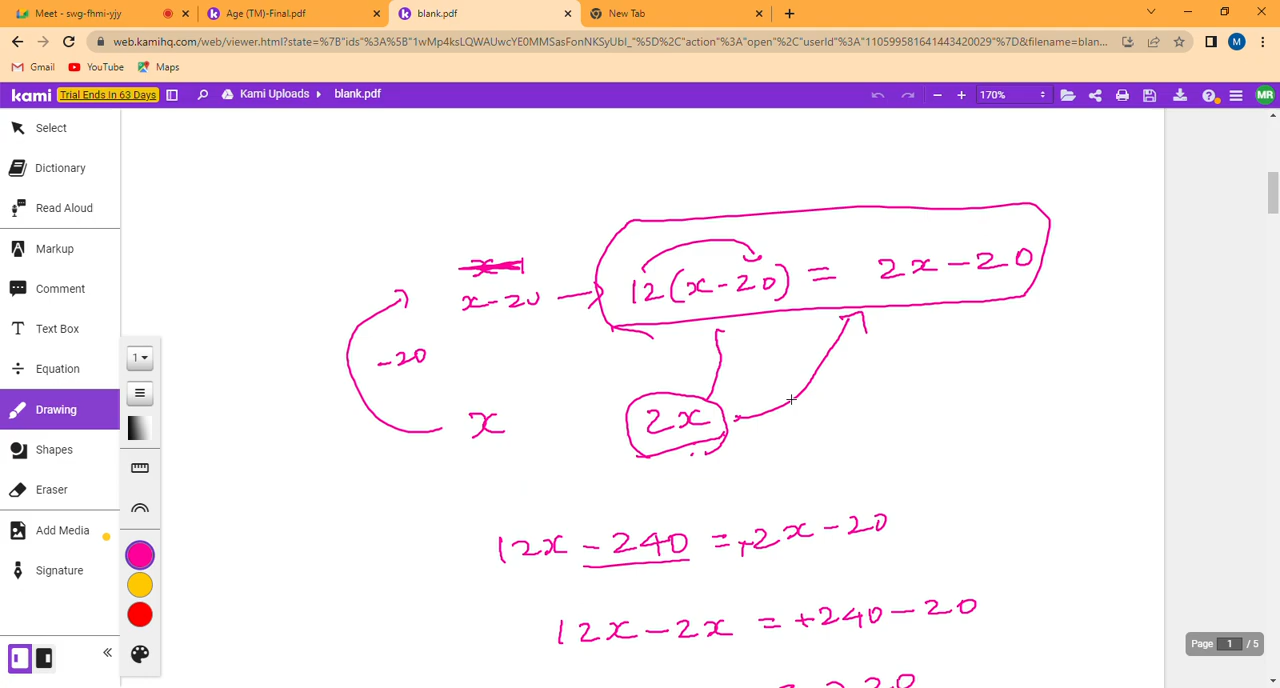 Meet - swg-fhmi-yjy
Age (TM)-Final.pdf
blank.pdf
New Tab
web.kamihq.com/web/viewer.html?state=%7B"ids"%3A%5B"1wMp4ksLQWAUwcYE0MMSasFonNKSyUbI_"%5D%2C"action"%3A"open"%2C"userId"%3A"110599581641443420029"%7D&filename=blan...
M
Gmail
YouTube
Maps
kami
Trial Ends In 63 Days
Kami Uploads
blank.pdf
170%
MR
Select
Dictionary
Read Aloud
Markup
Comment
Text Box
Equation
Drawing
Shapes
Eraser
Add Media
Signature
1
x-20 → 12(x-20) = 2x-20
-20
x 2x
12x - 240 = +2x - 20
12x - 2x = +240 - 20
Page 1 / 5